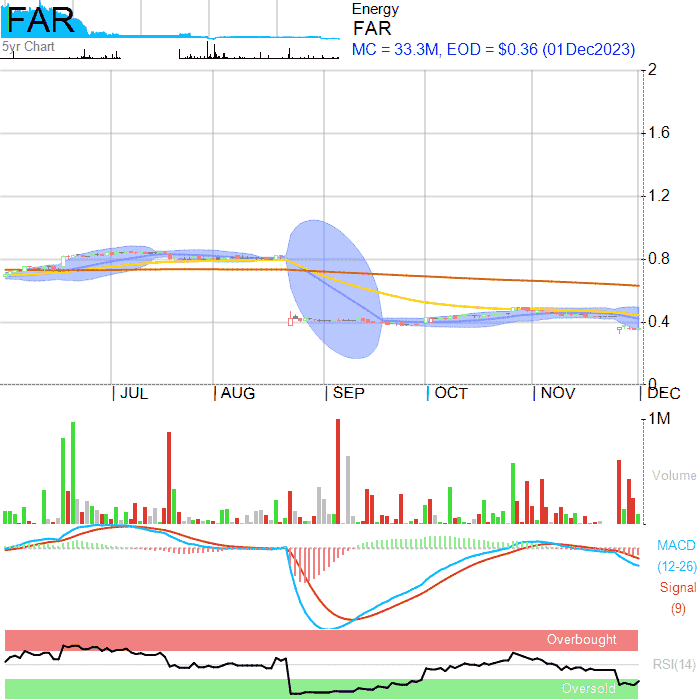 FAR
5yr Chart
Energy
FAR
MC = 33.3M, EOD = $0.36 (01Dec2023)
2
1.6
1.2
0.8
0.4
0
JUL AUG SEP OCT NOV DEC
1M
Volume
MACD
(12-26)
Signal
(9)
Overbought
RSI(14)
Oversold